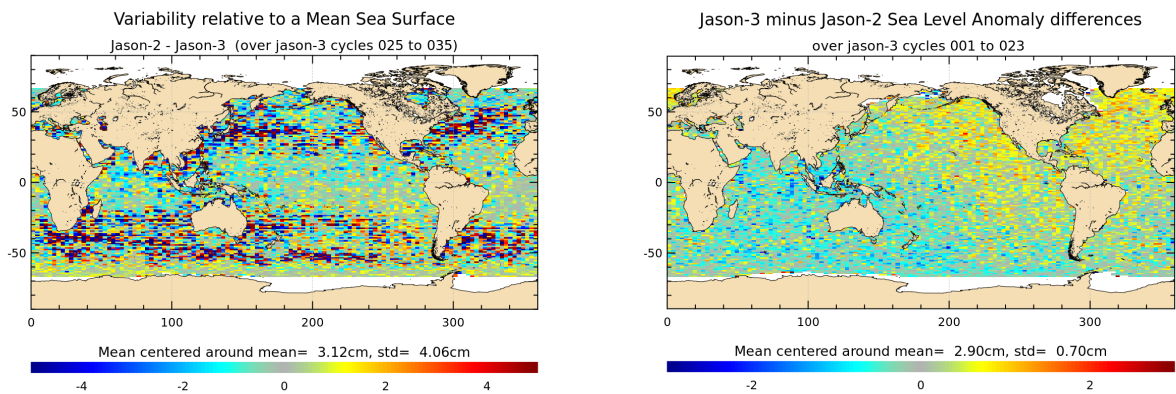 Variability relative to a Mean Sea Surface
Jason-2 - Jason-3 (over jason-3 cycles 025 to 035)
50
0
-50
0 100 200 300
Mean centered around mean= 3.12cm, std= 4.06cm
-4 -2 0 2 4
Jason-3 minus Jason-2 Sea Level Anomaly differences
over jason-3 cycles 001 to 023
50
0
-50
0 100 200 300
Mean centered around mean= 2.90cm, std= 0.70cm
-2 0 2